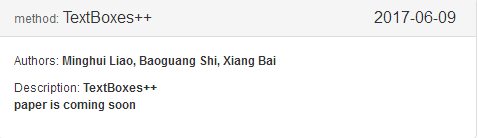 method: TextBoxes++ 2017-06-09
Authors: Minghui Liao, Baoguang Shi, Xiang Bai
Description: TextBoxes++
paper is coming soon